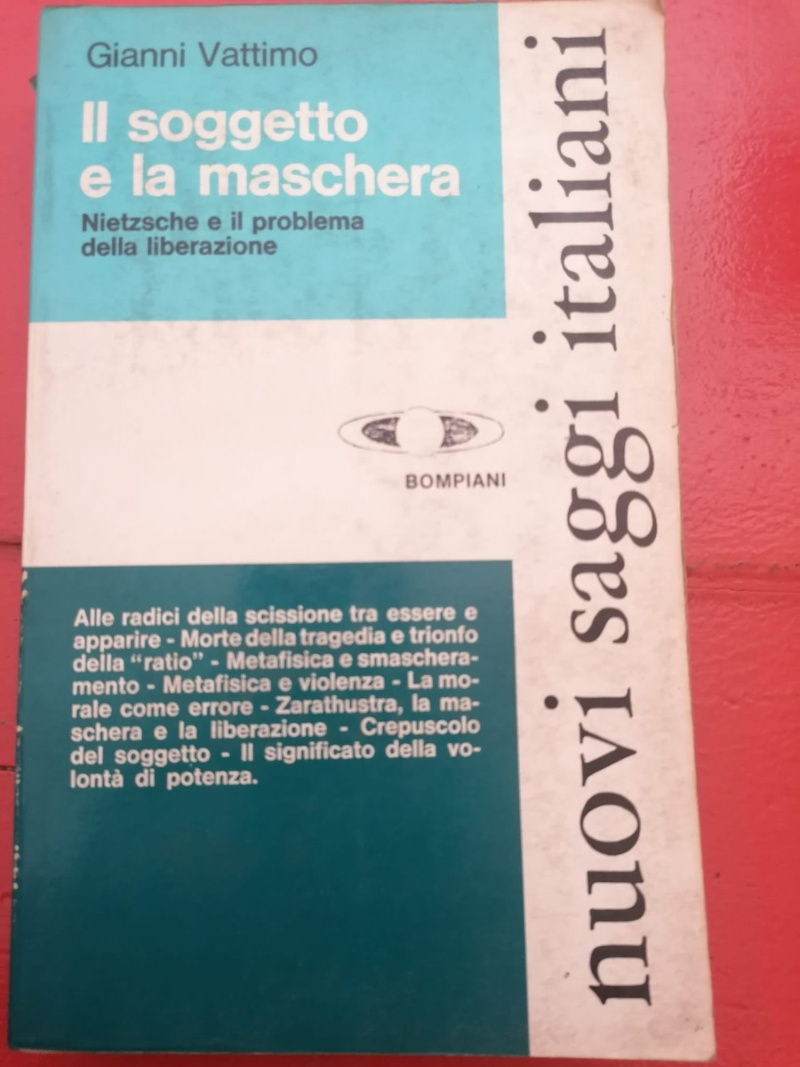 Gianni Vattimo
Il soggetto
e la maschera
Nietzsche e il problema
della liberazione
BOMPIANI
Alle radici della scissione tra essere e
apparire - Morte della tragedia e trionfo
della "ratio" - Metafisica e smaschera-
mento - Metafisica e violenza - La mo-
rale come errore - Zarathustra, la ma-
schera e la liberazione - Crepuscolo
del soggetto - Il significato della vo-
lontà di potenza.
nuovi saggi italiani